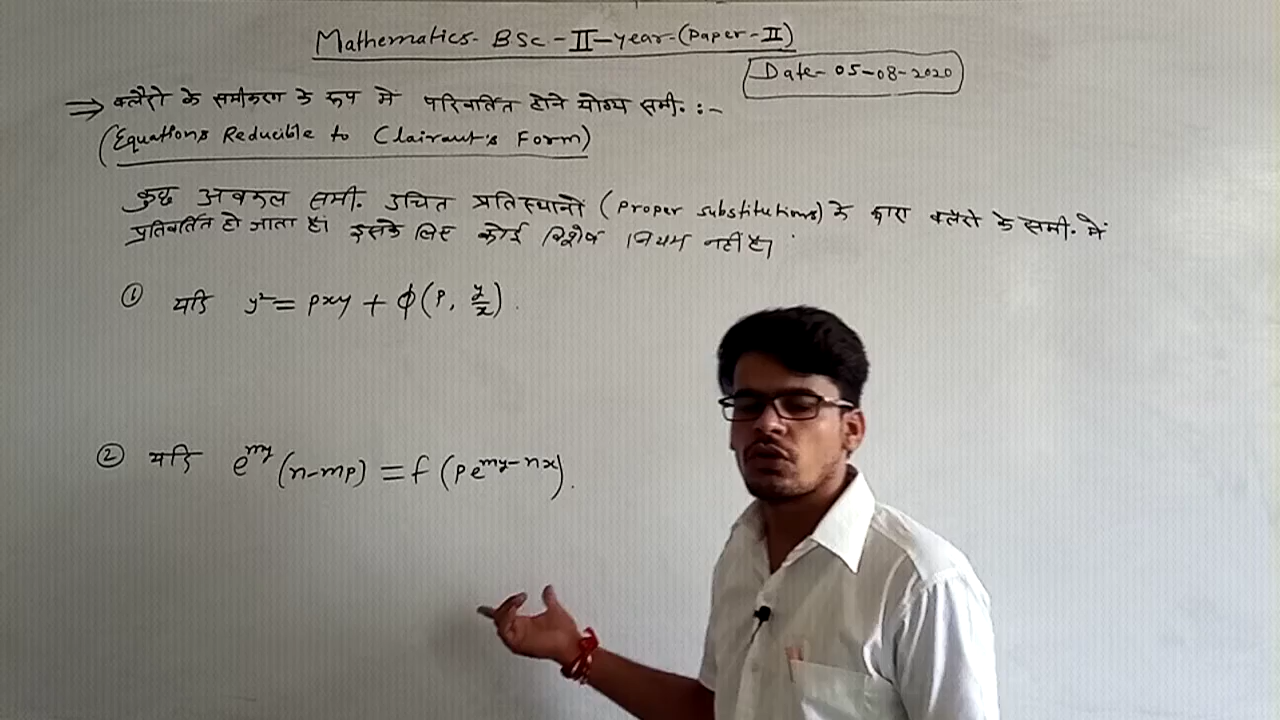 Mathematics- BSc-II-year-(Paper-II)
Date- 05-08-2020
⇒ क्लैरो के समीकरण के रूप मे परिवर्तित होने योग्य समी. :-
(Equations Reducible to Clairaut's Form)
कुछ अवकल समी. उचित प्रतिस्थानों (Proper substitutions) के द्वारा क्लैरो के समी. में
प्रतिवर्तित हो जाता है। इसके लिए कोई विशेष नियम नहीं है।
① यदि y² = pxy + ϕ(p, y/x).
② यदि e^my (n-mp) = f (p e^my-nx).